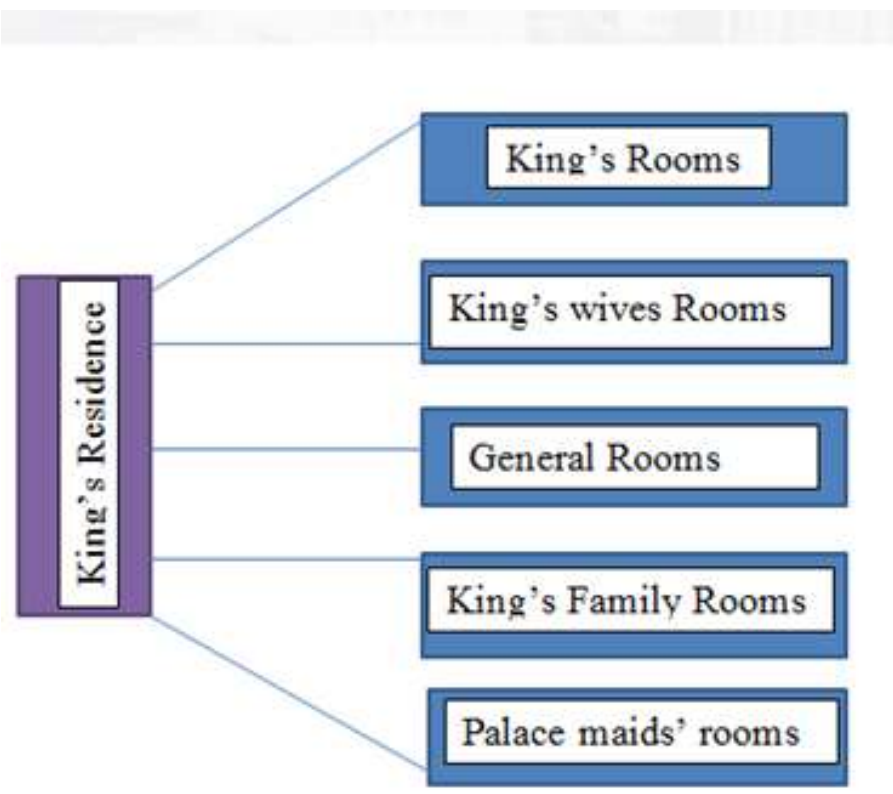 King's Residence
King's Rooms
King's wives Rooms
General Rooms
King's Family Rooms
Palace maids' rooms